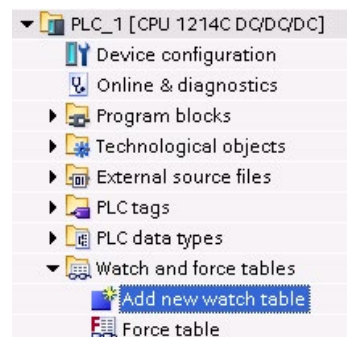 PLC_1 [CPU 1214C DC/DC/DC]
Device configuration
Online & diagnostics
Program blocks
Technological objects
External source files
PLC tags
PLC data types
Watch and force tables
Add new watch table
Force table